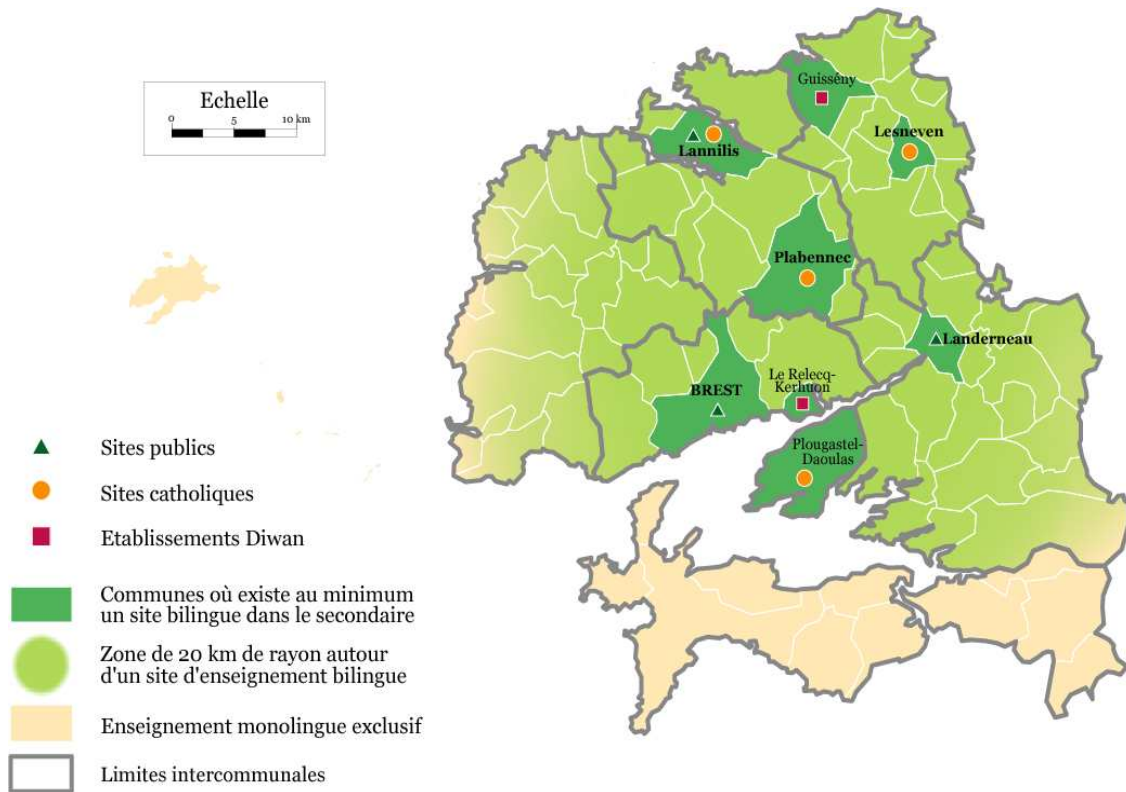 Echelle
0 5 10 km
Guissény
Lesneven
Lannilis
Plabennec
Landerneau
BREST
Le Relecq-
Kerhuon
Plougastel-
Daoulas
Sites publics
Sites catholiques
Etablissements Diwan
Communes où existe au minimum
un site bilingue dans le secondaire
Zone de 20 km de rayon autour
d'un site d'enseignement bilingue
Enseignement monolingue exclusif
Limites intercommunales